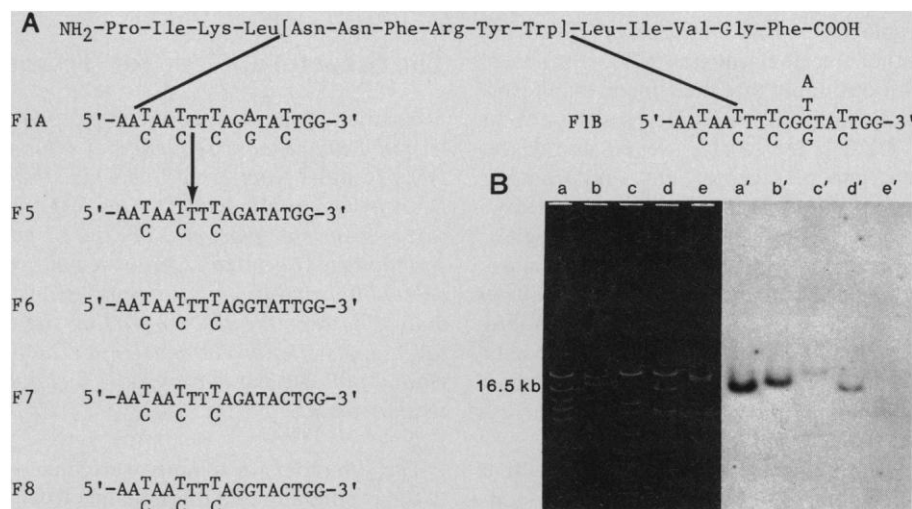 A
NH2-Pro-Ile-Lys-Leu[Asn-Asn-Phe-Arg-Tyr-Trp]-Leu-Ile-Val-Gly-Phe-COOH
A
T
F1A 5'-AATAATTTTAGATATTGG-3'
C C C G C
F1B 5'-AATAATTTTCGCTATTGG-3'
C C C G C
F5 5'-AATAATTTTAGATATGG-3'
C C C
F6 5'-AATAATTTTAGGTATTGG-3'
C C C
F7 5'-AATAATTTTAGATACTGG-3'
C C C
F8 5'-AATAATTTTAGGTACTGG-3'
C C C
B
a b c d e a' b' c' d' e'
16.5 kb